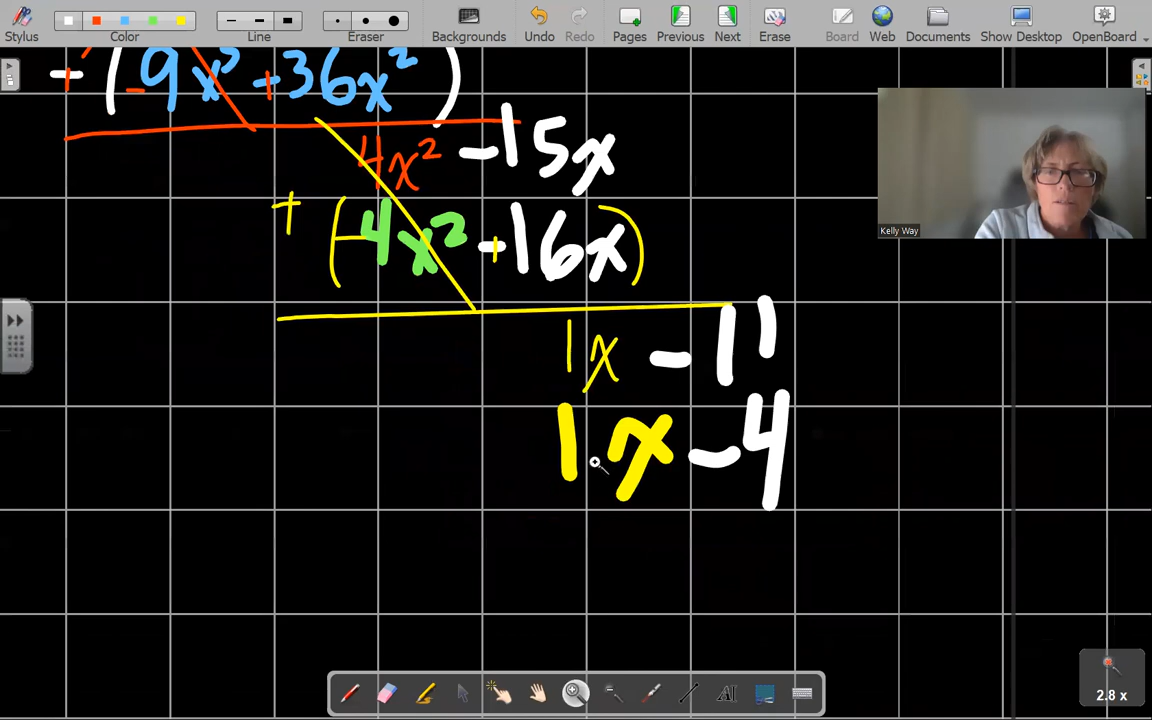 Stylus Color Line Eraser Backgrounds Undo Redo Pages Previous Next Erase Board Web Documents Show Desktop OpenBoard
+ (-9x³ +36x²)
4x² -15x
+ (-4x² +16x)
1x - 11
1x - 4
Kelly Way
AI
2.8 x